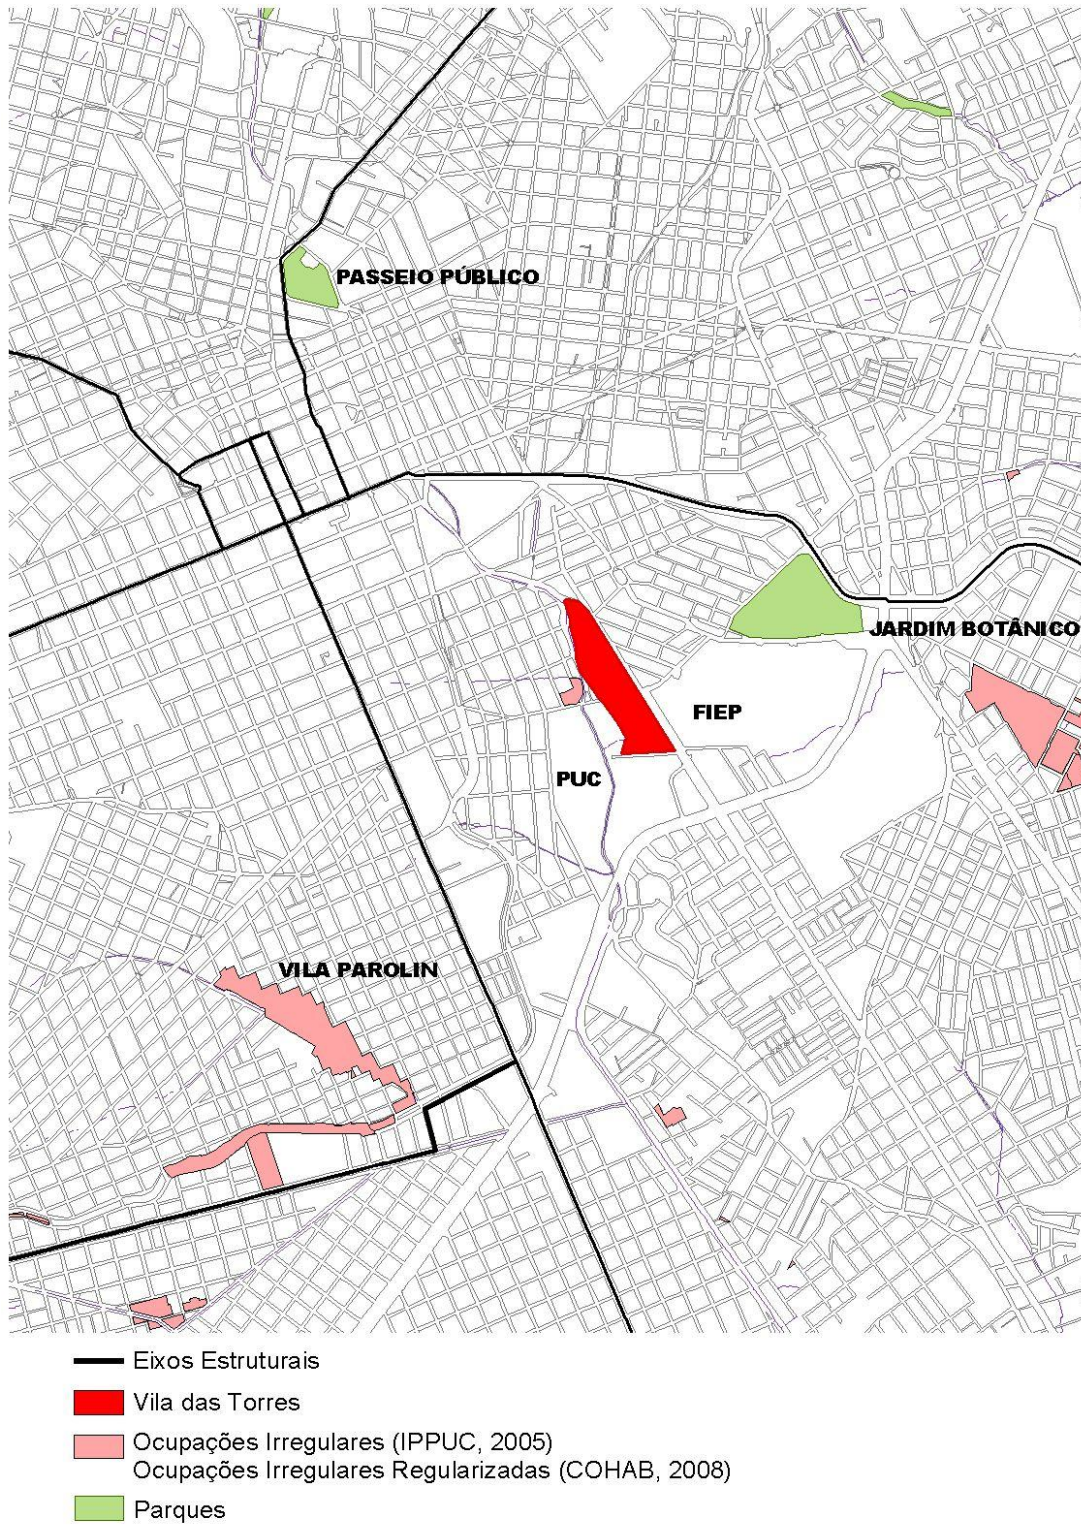 PASSEIO PÚBLICO
JARDIM BOTÂNICO
FIEP
PUC
VILA PAROLIN
Eixos Estruturais
Vila das Torres
Ocupações Irregulares (IPPUC, 2005)
Ocupações Irregulares Regularizadas (COHAB, 2008)
Parques